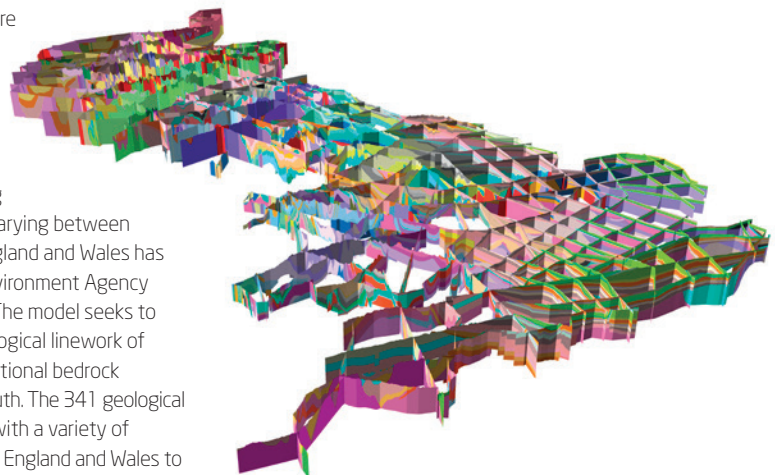 re
g
arying between
gland and Wales has
vironment Agency
The model seeks to
ogical linework of
tional bedrock
uth. The 341 geological
with a variety of
England and Wales to